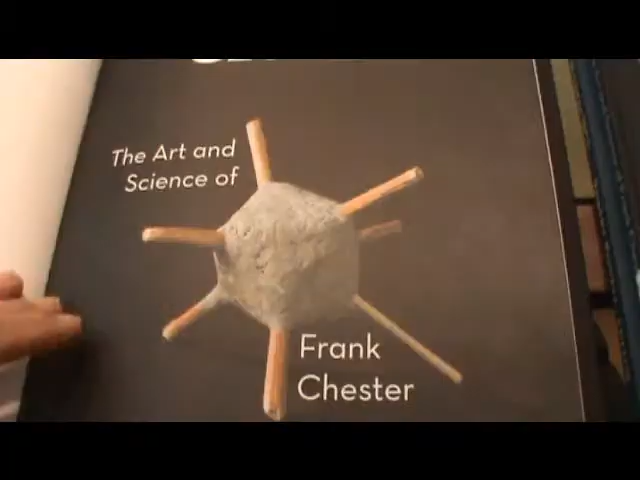 The Art and
Science of
Frank
Chester